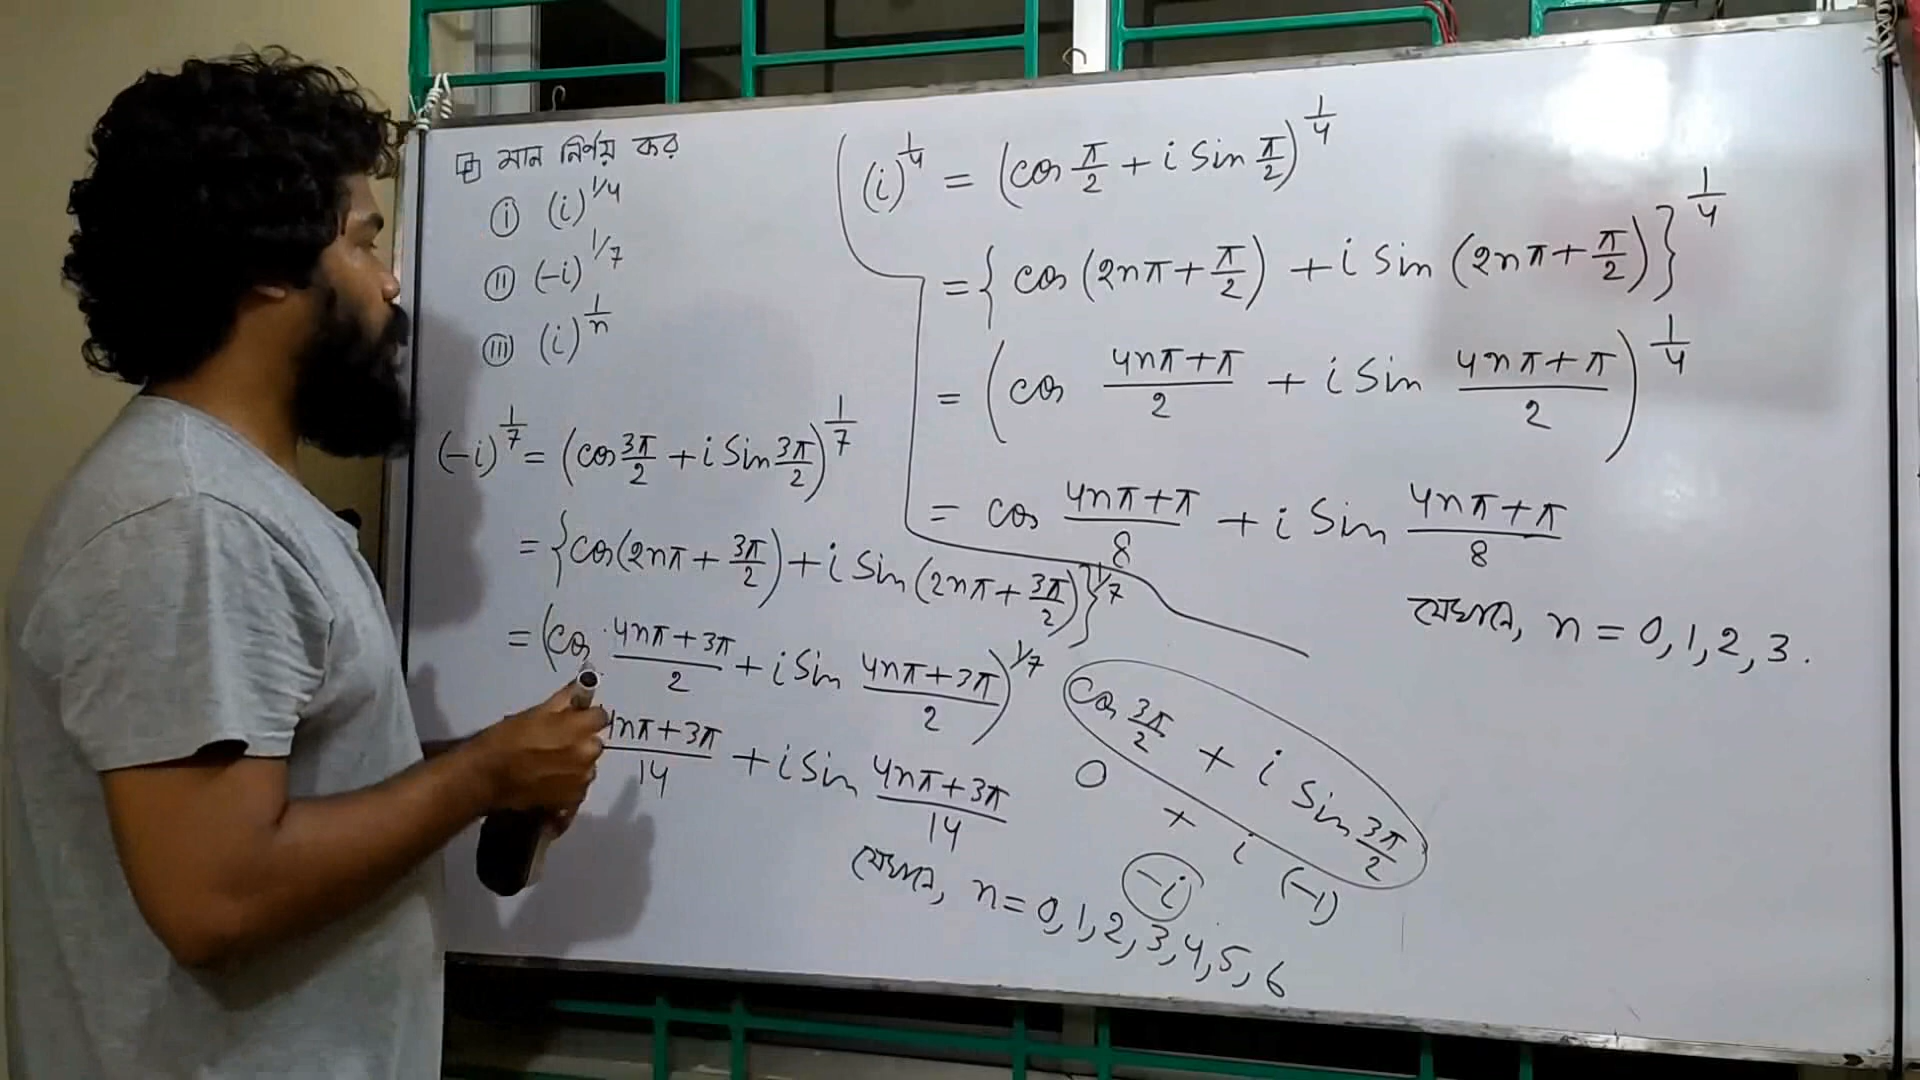 মান নির্ণয় কর
(i) (i)^{1/4}
(ii) (-i)^{1/7}
(iii) (i)^{1/n}
(-i)^{1/7} = (cos 3π/2 + i Sin 3π/2)^{1/7}
= {cos(2nπ + 3π/2) + i Sin (2nπ + 3π/2)}^{1/7}
= (cos (4nπ+3π)/2 + i Sin (4nπ+3π)/2)^{1/7}
(4nπ+3π)/14 + i Sin (4nπ+3π)/14
যেখানে, n = 0,1,2,3,4,5,6
(i)^{1/4} = (cos π/2 + i Sin π/2)^{1/4}
= {cos (2nπ + π/2) + i Sin (2nπ + π/2)}^{1/4}
= (cos (4nπ+π)/2 + i Sin (4nπ+π)/2)^{1/4}
= cos (4nπ+π)/8 + i Sin (4nπ+π)/8
যেখানে, n = 0,1,2,3.
cos 3π/2 + i Sin 3π/2
0 + i (-1)
-i